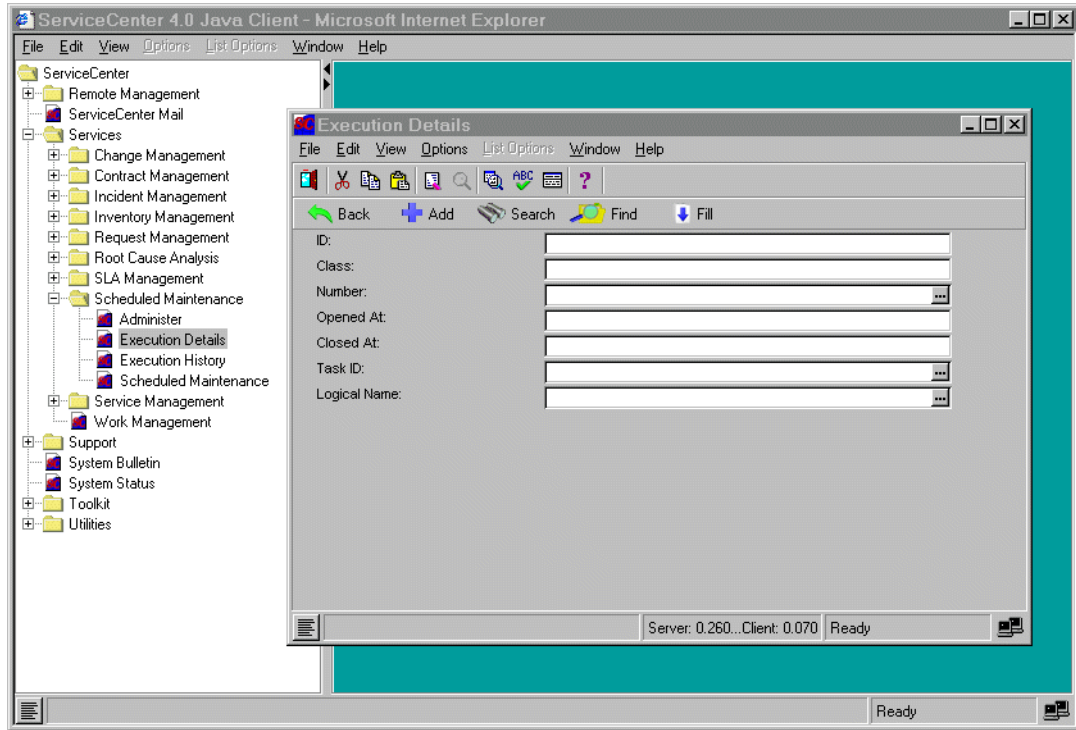 ServiceCenter 4.0 Java Client - Microsoft Internet Explorer
File Edit View Options List Options Window Help
ServiceCenter
Remote Management
ServiceCenter Mail
Services
Change Management
Contract Management
Incident Management
Inventory Management
Request Management
Root Cause Analysis
SLA Management
Scheduled Maintenance
Administer
Execution Details
Execution History
Scheduled Maintenance
Service Management
Work Management
Support
System Bulletin
System Status
Toolkit
Utilities
SC Execution Details
File Edit View Options List Options Window Help
ABC ?
Back Add Search Find Fill
ID:
Class:
Number: ...
Opened At:
Closed At:
Task ID: ...
Logical Name: ...
Server: 0.260...Client: 0.070 Ready
Ready